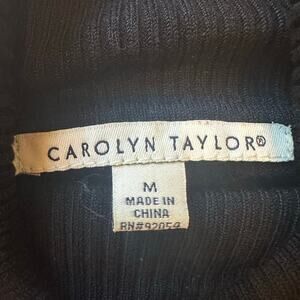 CAROLYN TAYLOR®
M
MADE IN
CHINA
RN#92054